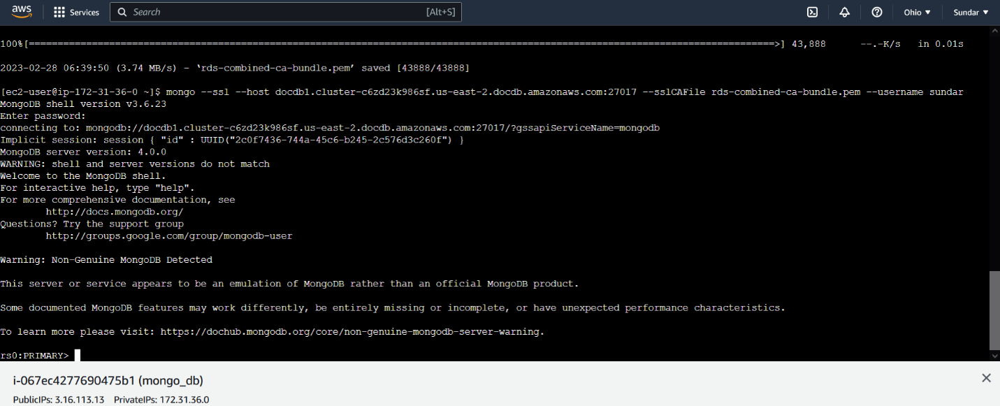 aws
Services
Search
[Alt+S]
Ohio ▼
Sundar ▼
100%[===================================================================================================================================>] 43,888      --.-K/s   in 0.01s
2023-02-28 06:39:50 (3.74 MB/s) - ‘rds-combined-ca-bundle.pem’ saved [43888/43888]
[ec2-user@ip-172-31-36-0 ~]$ mongo --ssl --host docdb1.cluster-c6zd23k986sf.us-east-2.docdb.amazonaws.com:27017 --sslCAFile rds-combined-ca-bundle.pem --username sundar
MongoDB shell version v3.6.23
Enter password:
connecting to: mongodb://docdb1.cluster-c6zd23k986sf.us-east-2.docdb.amazonaws.com:27017/?gssapiServiceName=mongodb
Implicit session: session { "id" : UUID("2c0f7436-744a-45c6-b245-2c576d3c260f") }
MongoDB server version: 4.0.0
WARNING: shell and server versions do not match
Welcome to the MongoDB shell.
For interactive help, type "help".
For more comprehensive documentation, see
http://docs.mongodb.org/
Questions? Try the support group
http://groups.google.com/group/mongodb-user
Warning: Non-Genuine MongoDB Detected
This server or service appears to be an emulation of MongoDB rather than an official MongoDB product.
Some documented MongoDB features may work differently, be entirely missing or incomplete, or have unexpected performance characteristics.
To learn more please visit: https://dochub.mongodb.org/core/non-genuine-mongodb-server-warning.
rs0:PRIMARY>
i-067ec4277690475b1 (mongo_db)
PublicIPs: 3.16.113.13 PrivateIPs: 172.31.36.0